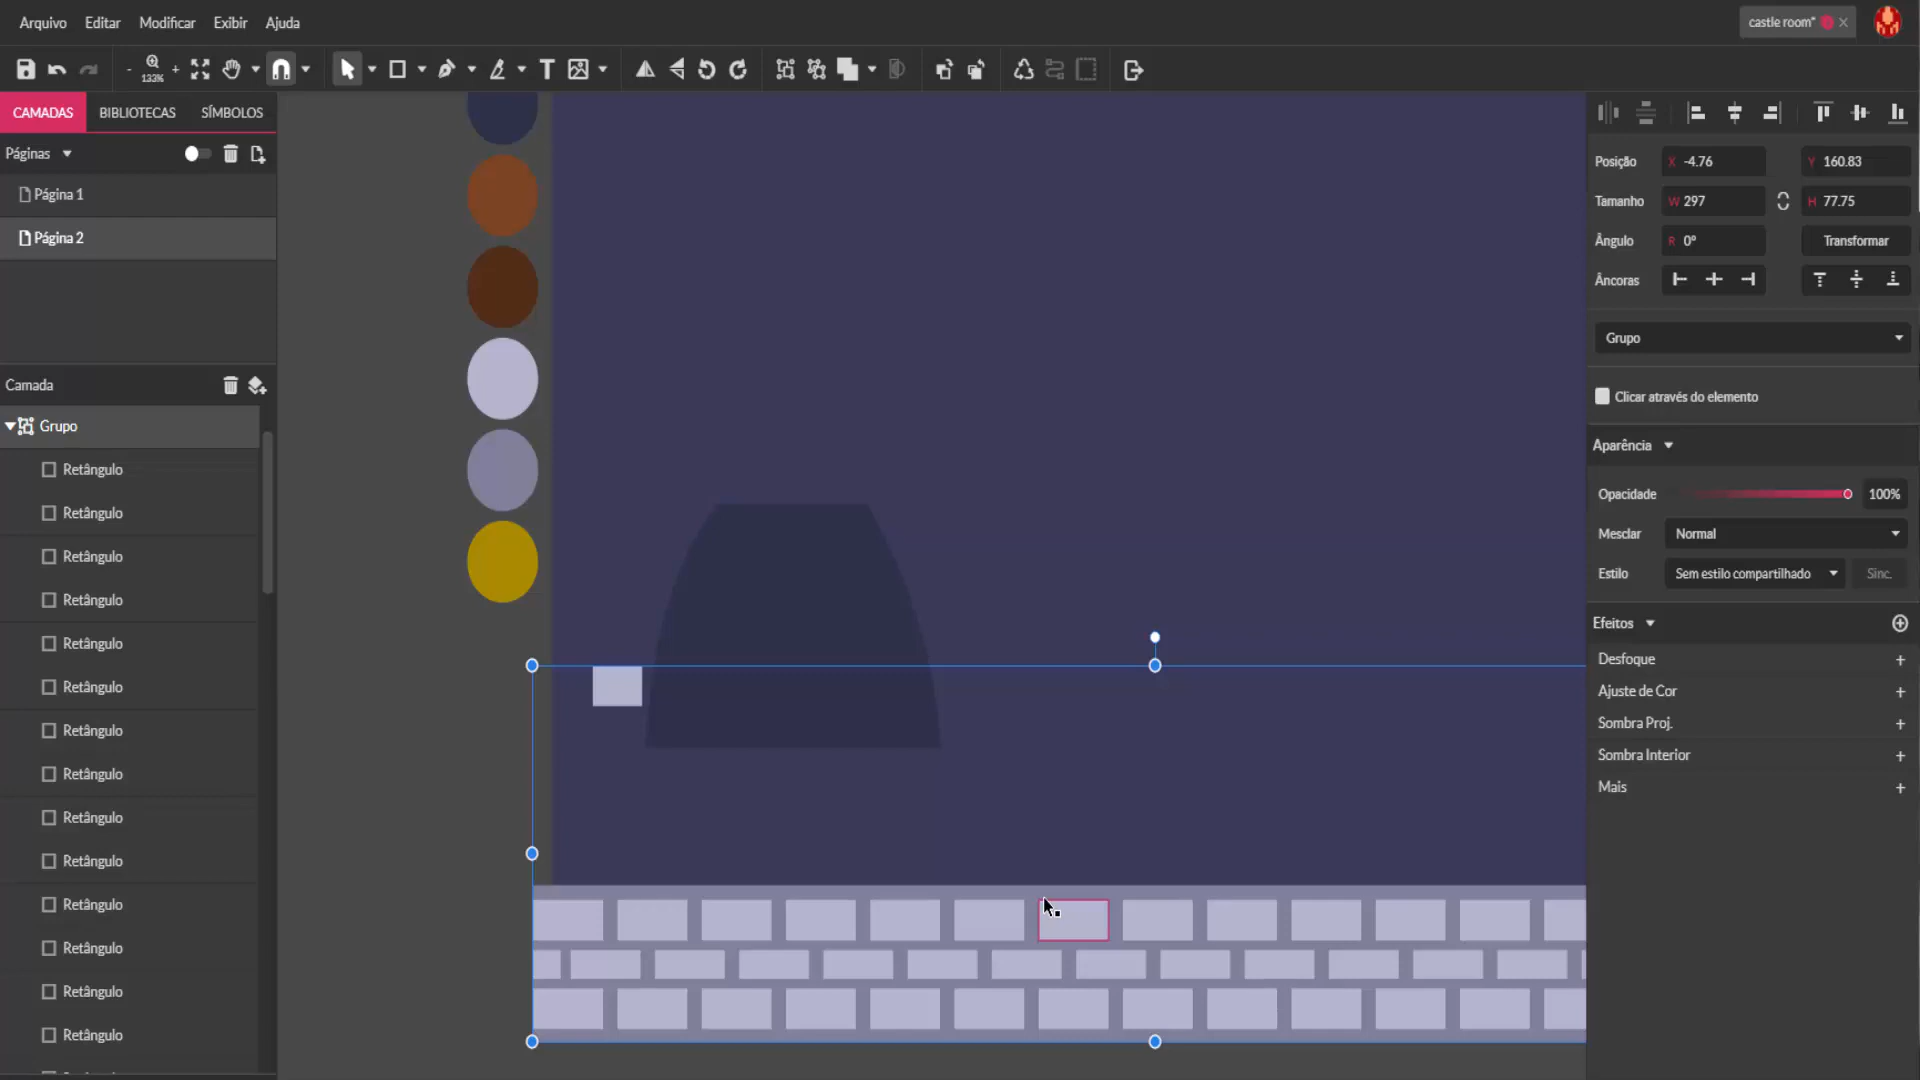 Arquivo Editar Modificar Exibir Ajuda
castle room*
- 133% +
CAMADAS BIBLIOTECAS SÍMBOLOS
Páginas
Página 1
Página 2
Camada
Grupo
Retângulo
Retângulo
Retângulo
Retângulo
Retângulo
Retângulo
Retângulo
Retângulo
Retângulo
Retângulo
Retângulo
Retângulo
Retângulo
Retângulo
Posição X -4.76 Y 160.83
Tamanho W 297 H 77.75
Ângulo R 0° Transformar
Âncoras
Grupo
Clicar através do elemento
Aparência
Opacidade 100%
Mesclar Normal
Estilo Sem estilo compartilhado Sinc.
Efeitos
Desfoque +
Ajuste de Cor +
Sombra Proj. +
Sombra Interior +
Mais +